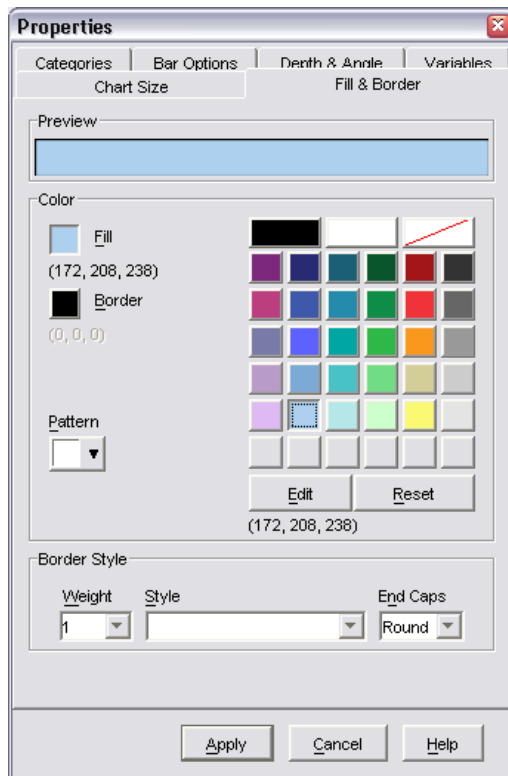 Properties
Categories Bar Options Depth & Angle Variables
Chart Size Fill & Border
Preview
Color
Fill
(172, 208, 238)
Border
(0, 0, 0)
Pattern
Edit Reset
(172, 208, 238)
Border Style
Weight Style End Caps
1 Round
Apply Cancel Help